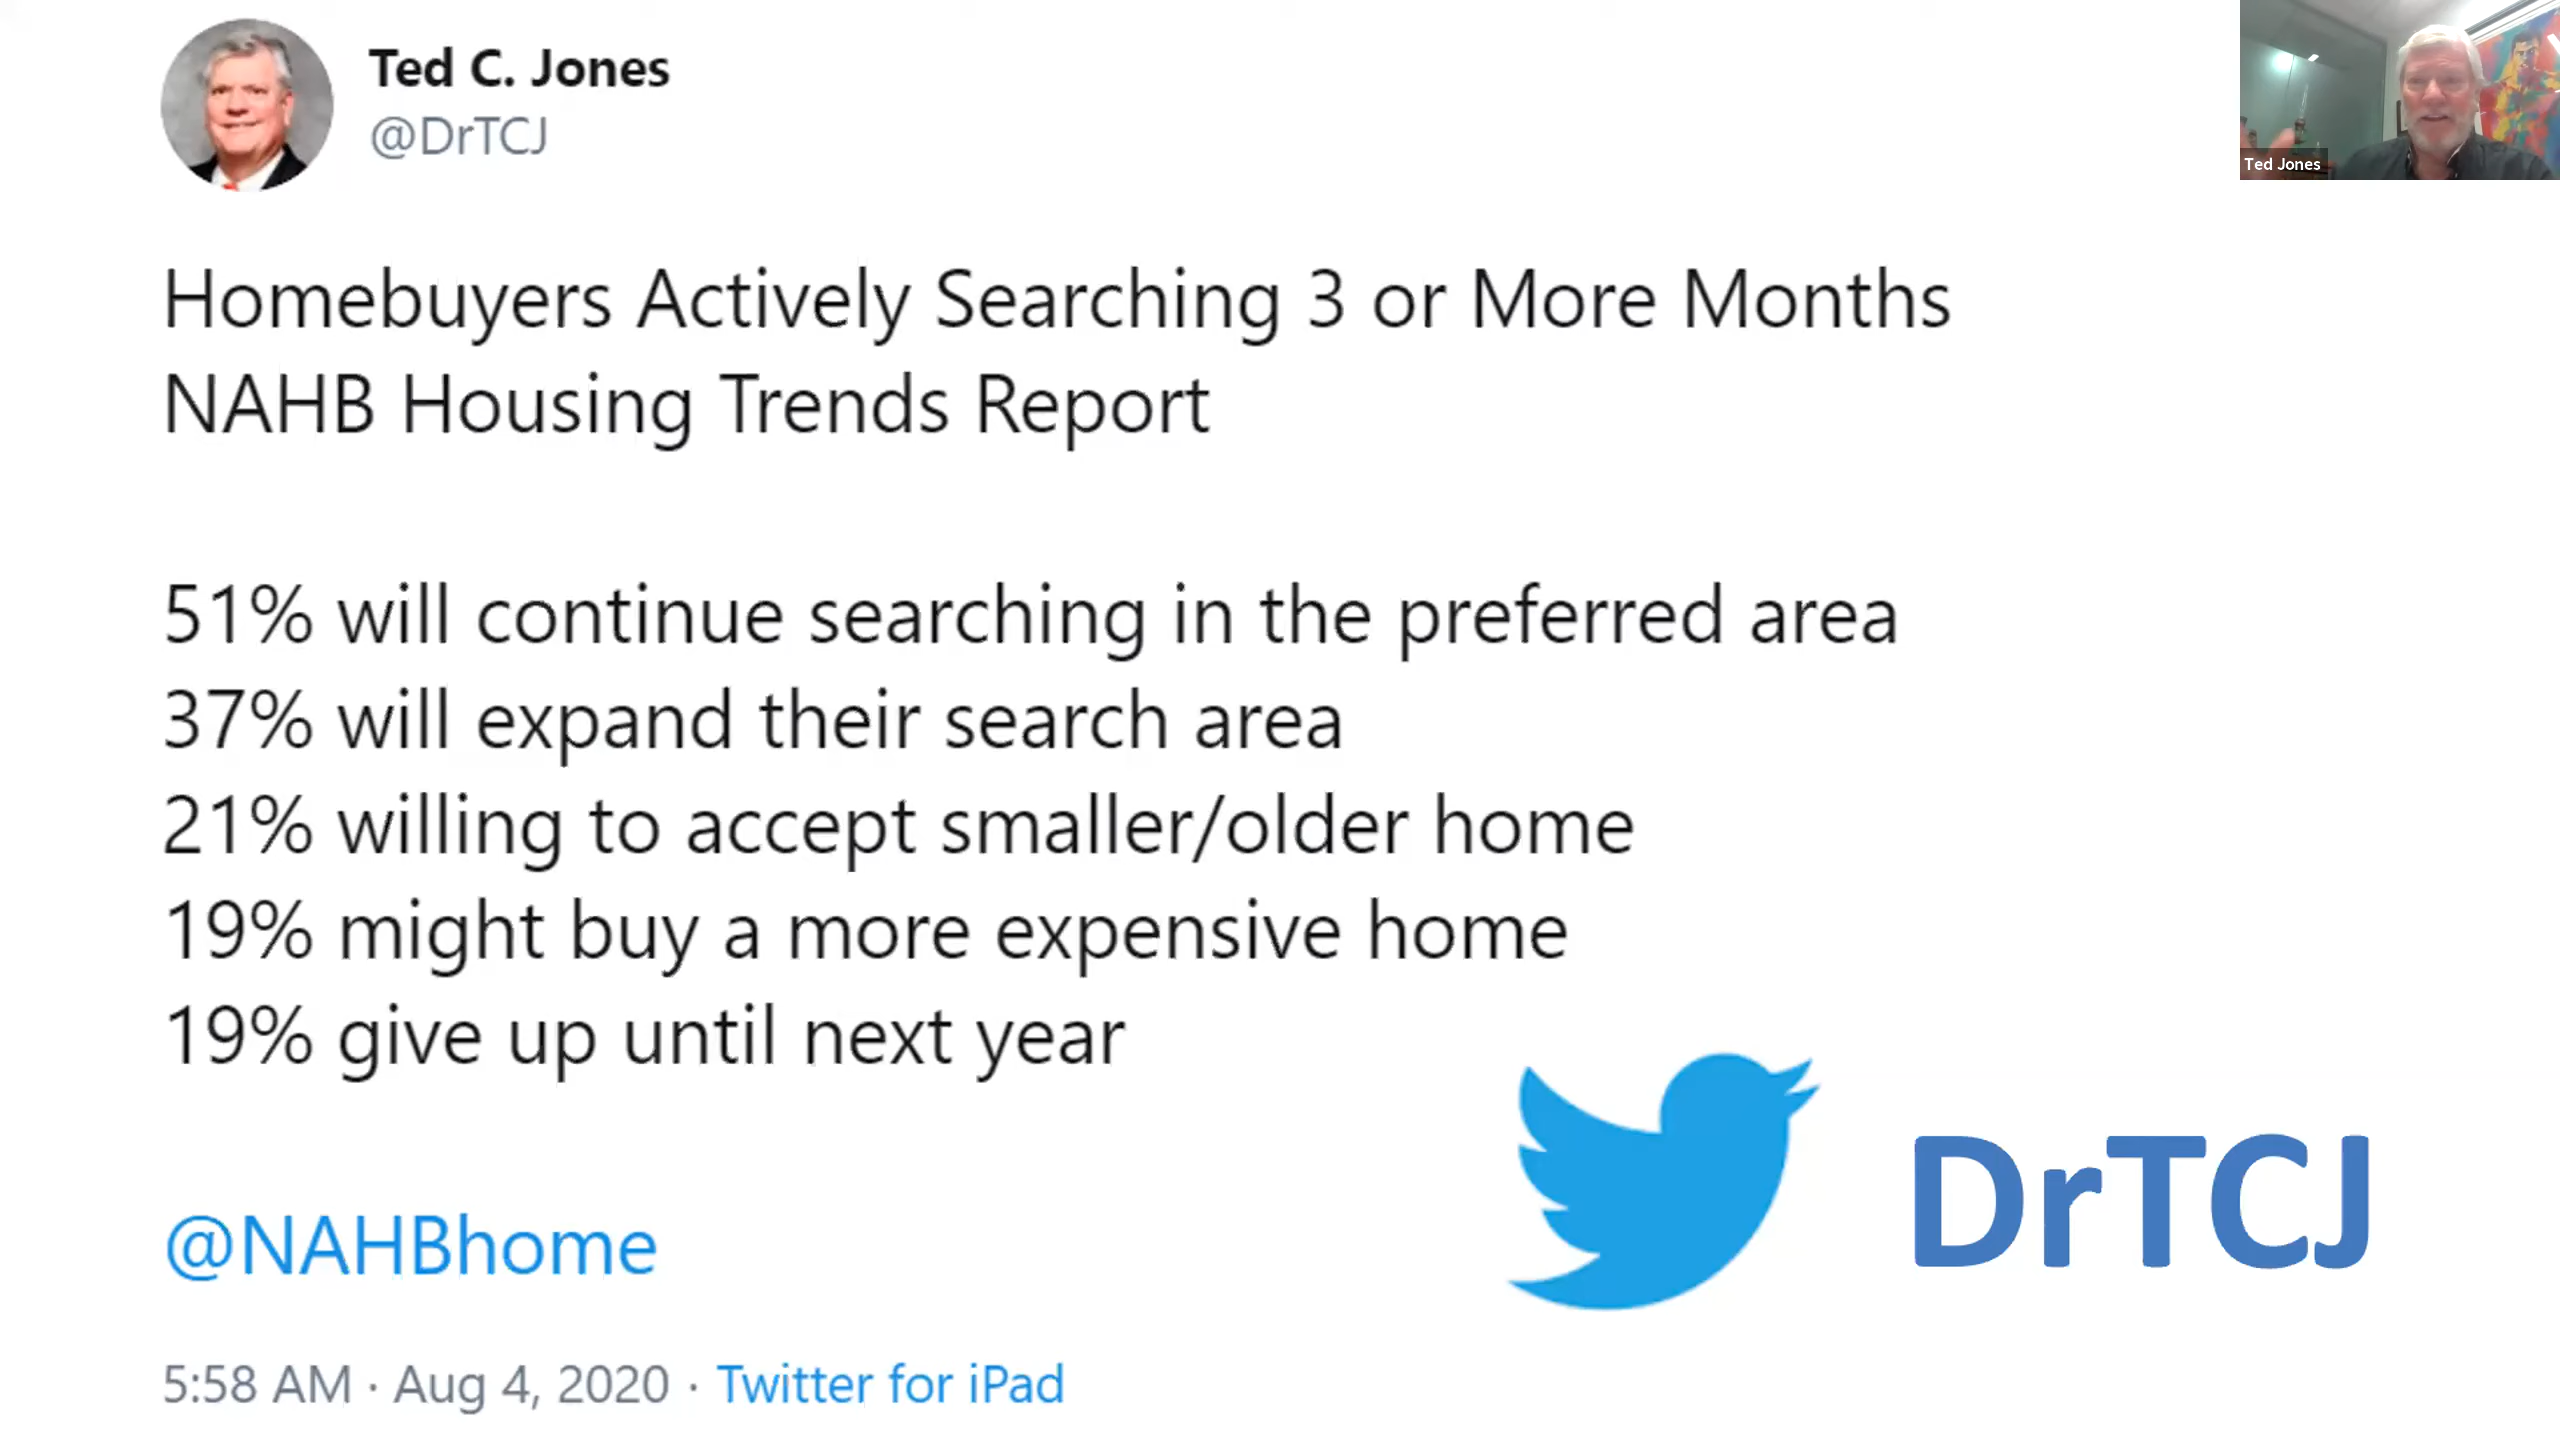 Ted C. Jones
@DrTCJ
Ted Jones
Homebuyers Actively Searching 3 or More Months
NAHB Housing Trends Report
51% will continue searching in the preferred area
37% will expand their search area
21% willing to accept smaller/older home
19% might buy a more expensive home
19% give up until next year
DrTCJ
@NAHBhome
5:58 AM · Aug 4, 2020 · Twitter for iPad